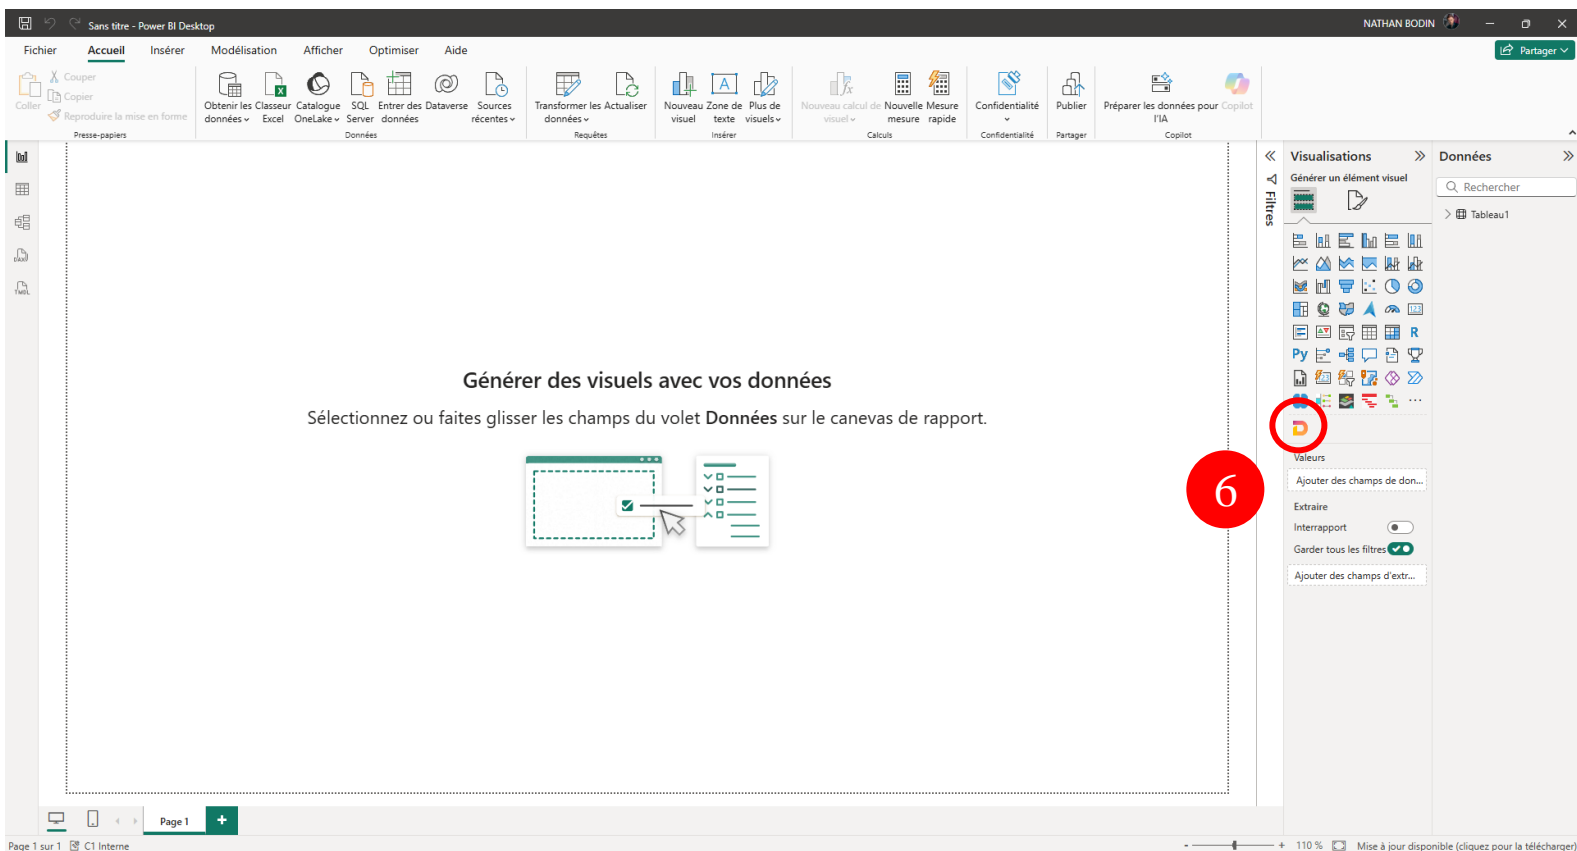 Sans titre - Power BI Desktop
NATHAN BODIN
Fichier Accueil Insérer Modélisation Afficher Optimiser Aide
Partager
Coller
Couper
Copier
Reproduire la mise en forme
Presse-papiers
Obtenir les données
Classeur Excel
Catalogue OneLake
SQL Server
Entrer des données
Dataverse
Sources récentes
Données
Transformer les données
Actualiser
Requêtes
Nouveau visuel
Zone de texte
Plus de visuels
Insérer
Nouveau calcul de visuel
Nouvelle mesure
Mesure rapide
Calculs
Confidentialité
Confidentialité
Publier
Partager
Préparer les données pour l'IA
Copilot
Copilot
DAX
TMDL
Générer des visuels avec vos données
Sélectionnez ou faites glisser les champs du volet Données sur le canevas de rapport.
6
Filtres
Visualisations
Générer un élément visuel
123
R
Py
Valeurs
Ajouter des champs de don...
Extraire
Interrapport
Garder tous les filtres
Ajouter des champs d'extr...
Données
Rechercher
Tableau1
Page 1
Page 1 sur 1
C1 Interne
110 %
Mise à jour disponible (cliquez pour la télécharger)